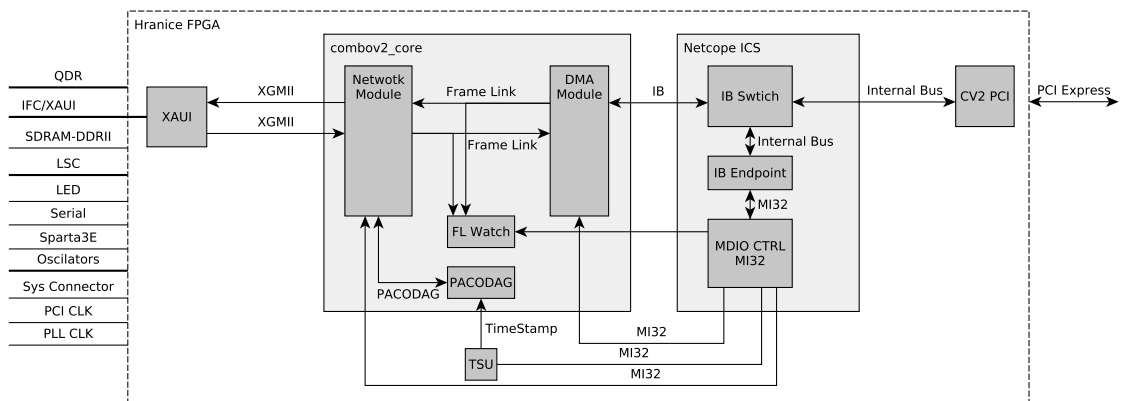 Hranice FPGA
combov2_core
Netcope ICS
QDR
IFC/XAUI
SDRAM-DDRII
LSC
LED
Serial
Sparta3E
Oscilators
Sys Connector
PCI CLK
PLL CLK
XAUI
XGMII
XGMII
Netwotk
Module
Frame Link
Frame Link
DMA
Module
IB
IB Swtich
Internal Bus
CV2 PCI
PCI Express
Internal Bus
IB Endpoint
MI32
FL Watch
MDIO CTRL
MI32
PACODAG
PACODAG
TimeStamp
TSU
MI32
MI32
MI32